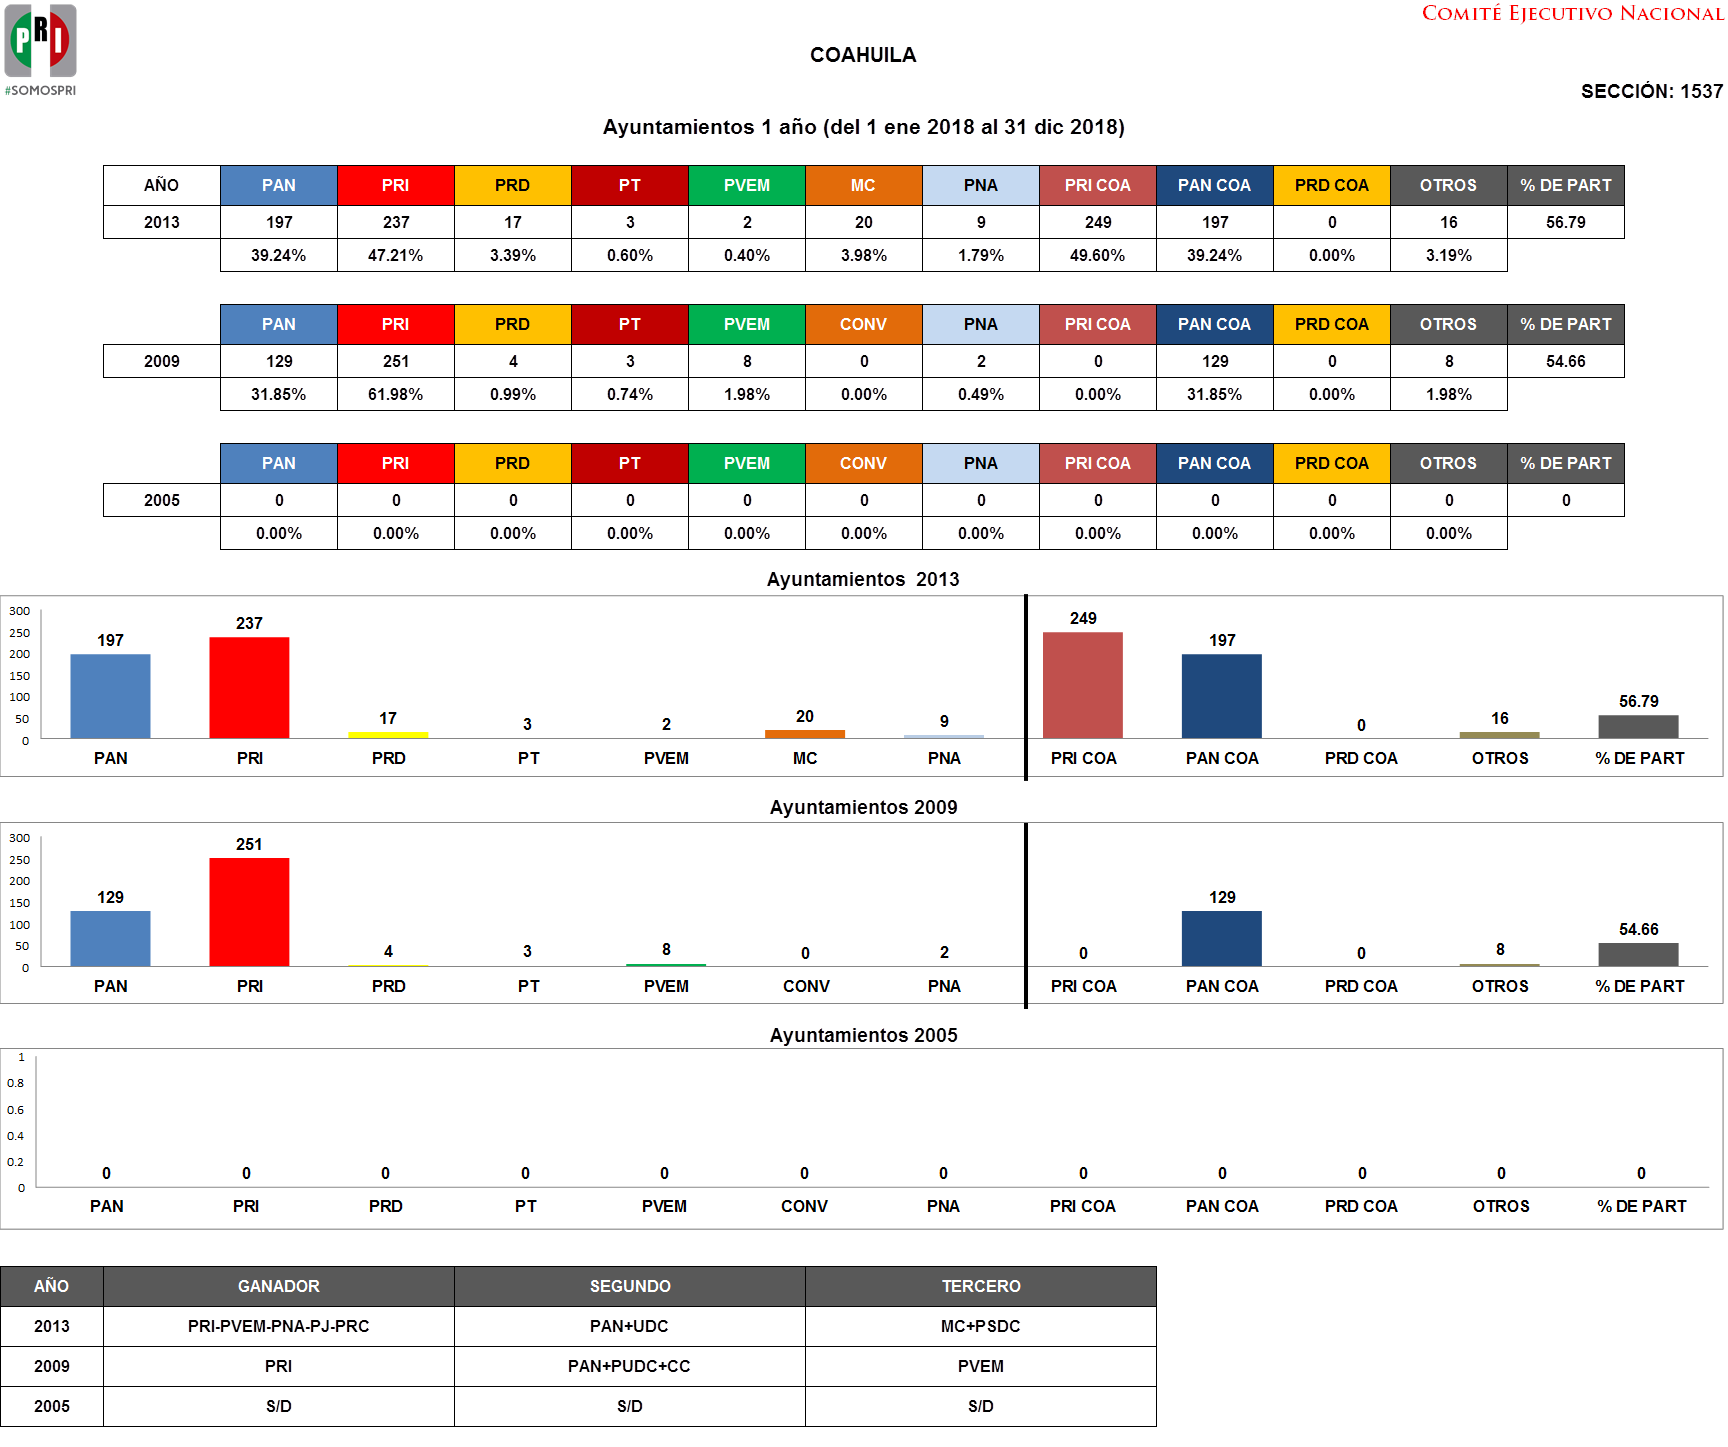 PRI
#SOMOSPRI
COMITÉ EJECUTIVO NACIONAL
COAHUILA
SECCIÓN: 1537
Ayuntamientos 1 año (del 1 ene 2018 al 31 dic 2018)
AÑO PAN PRI PRD PT PVEM MC PNA PRI COA PAN COA PRD COA OTROS % DE PART
2013 197 237 17 3 2 20 9 249 197 0 16 56.79
39.24% 47.21% 3.39% 0.60% 0.40% 3.98% 1.79% 49.60% 39.24% 0.00% 3.19%
PAN PRI PRD PT PVEM CONV PNA PRI COA PAN COA PRD COA OTROS % DE PART
2009 129 251 4 3 8 0 2 0 129 0 8 54.66
31.85% 61.98% 0.99% 0.74% 1.98% 0.00% 0.49% 0.00% 31.85% 0.00% 1.98%
PAN PRI PRD PT PVEM CONV PNA PRI COA PAN COA PRD COA OTROS % DE PART
2005 0 0 0 0 0 0 0 0 0 0 0 0
0.00% 0.00% 0.00% 0.00% 0.00% 0.00% 0.00% 0.00% 0.00% 0.00% 0.00%
Ayuntamientos 2013
300
250
200
150
100
50
0
197 237 17 3 2 20 9 249 197 0 16 56.79
PAN PRI PRD PT PVEM MC PNA PRI COA PAN COA PRD COA OTROS % DE PART
Ayuntamientos 2009
300
250
200
150
100
50
0
129 251 4 3 8 0 2 0 129 0 8 54.66
PAN PRI PRD PT PVEM CONV PNA PRI COA PAN COA PRD COA OTROS % DE PART
Ayuntamientos 2005
1
0.8
0.6
0.4
0.2
0
0 0 0 0 0 0 0 0 0 0 0 0
PAN PRI PRD PT PVEM CONV PNA PRI COA PAN COA PRD COA OTROS % DE PART
AÑO GANADOR SEGUNDO TERCERO
2013 PRI-PVEM-PNA-PJ-PRC PAN+UDC MC+PSDC
2009 PRI PAN+PUDC+CC PVEM
2005 S/D S/D S/D